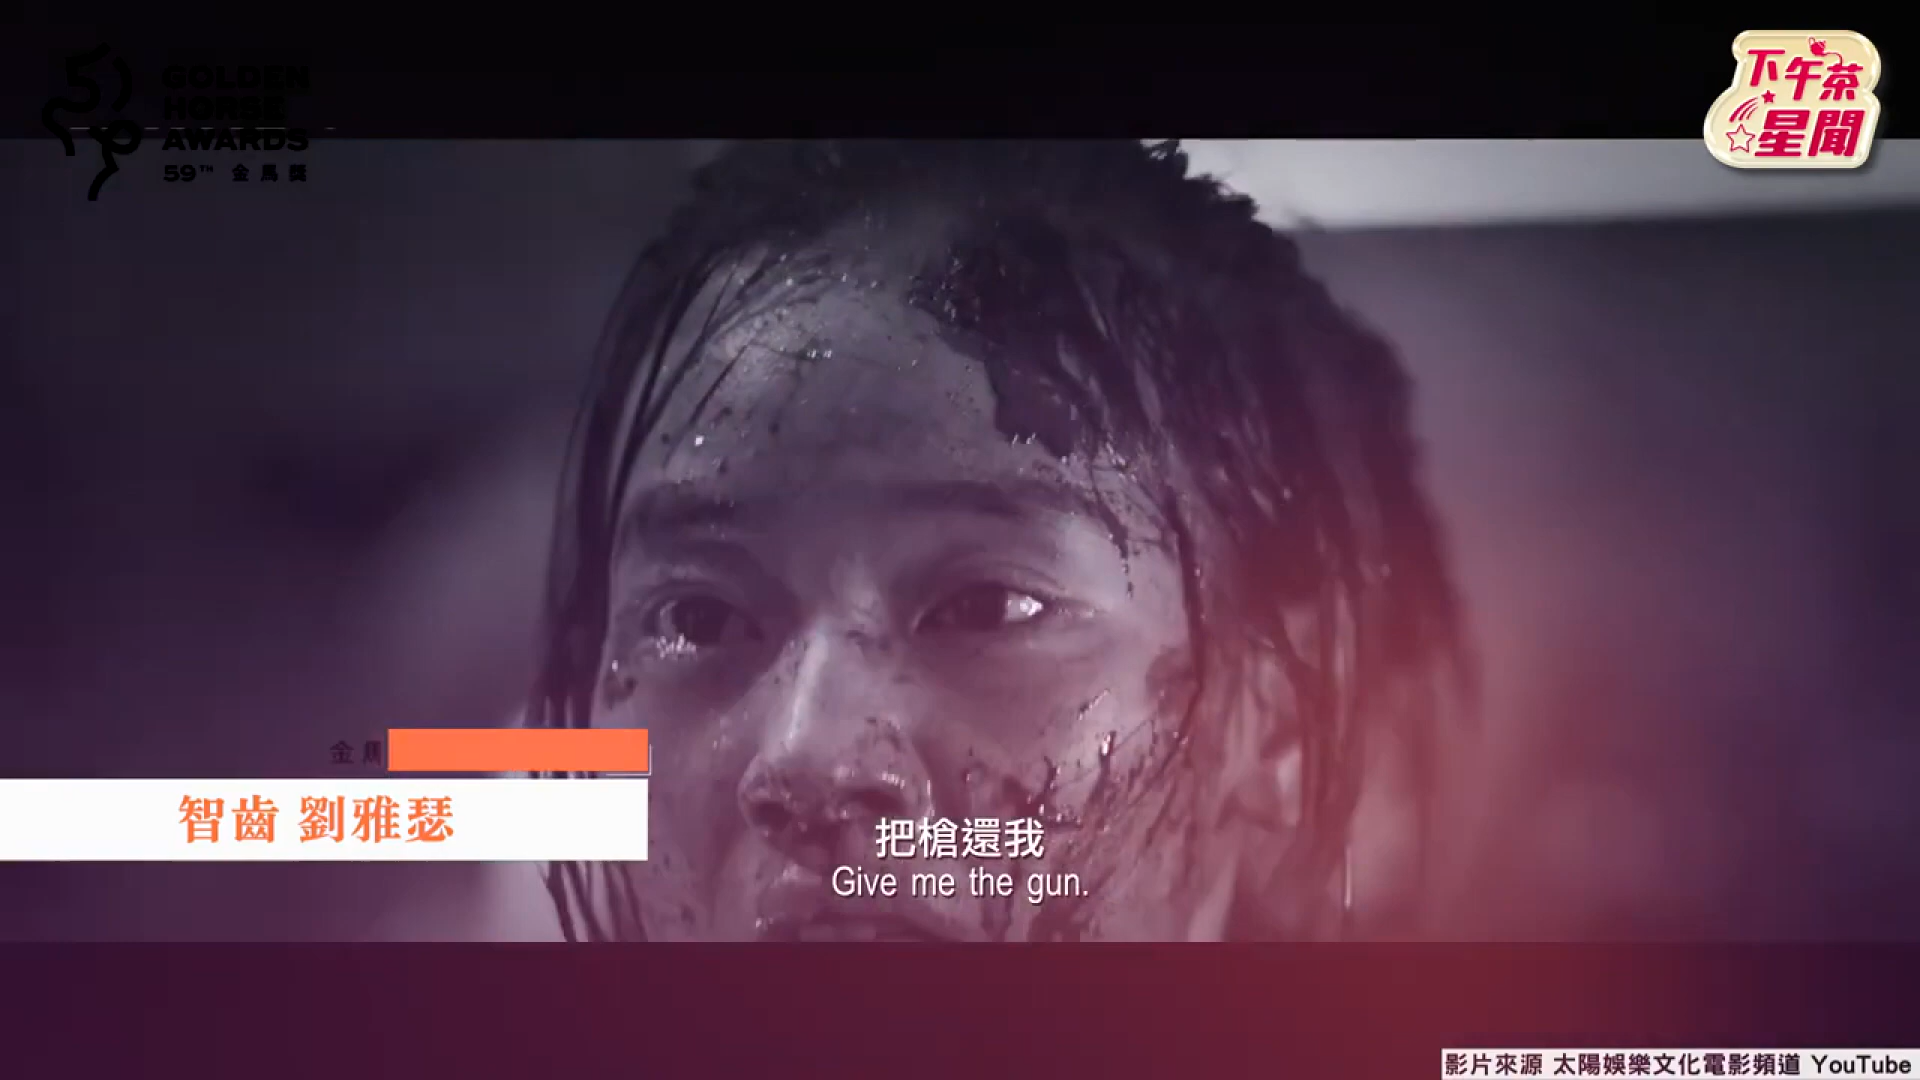 GOLDEN
HORSE
AWARDS
59TH 金馬獎
下午茶
星聞
金馬
智齒 劉雅瑟
把槍還我
Give me the gun.
影片來源 太陽娛樂文化電影頻道 YouTube